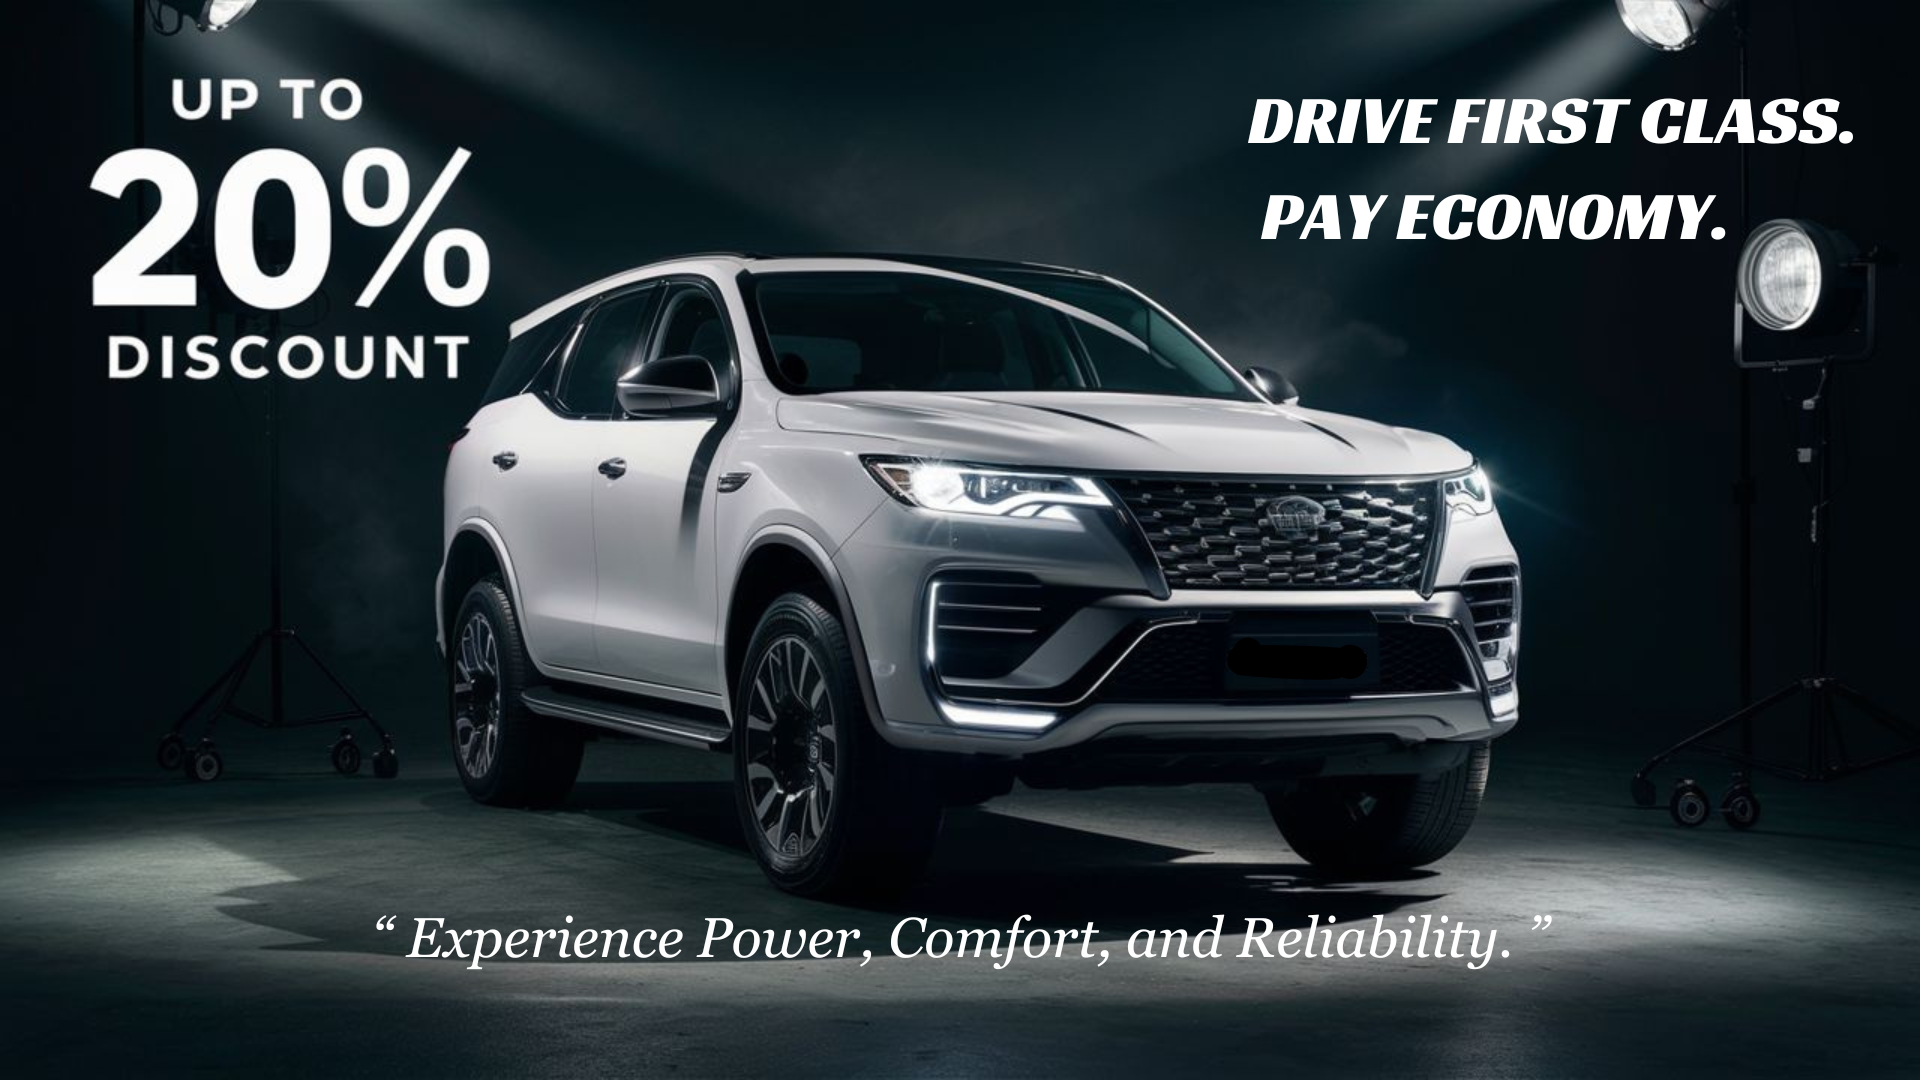 UP TO
20%
DISCOUNT
DRIVE FIRST CLASS.
PAY ECONOMY.
“ Experience Power, Comfort, and Reliability. ”